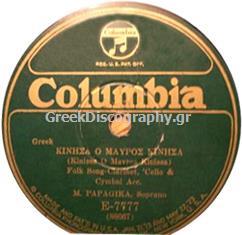 Columbia
REG. U.S. PAT. OFF.
Columbia
GreekDiscography.gr
Greek
ΚΙΝΗΣΑ Ο ΜΑΥΡΟΣ ΚΙΝΗΣΑ
(Kinissa O Mavros Kinissa)
Folk Song-Clarinet, 'Cello &
Cymbal Acc.
M. PAPAGIKA, Soprano
E-7777
(86067)